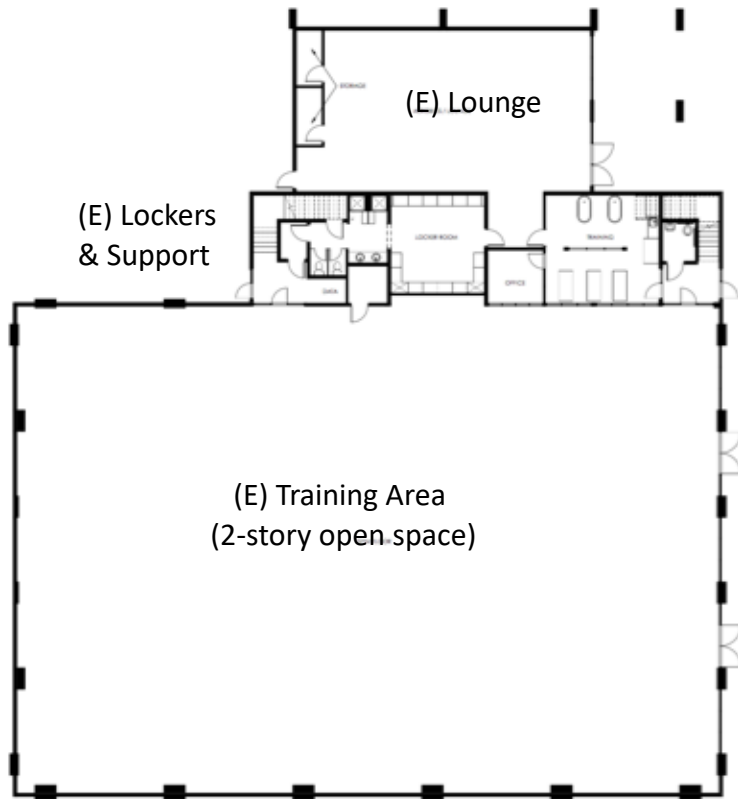 (E) Lounge
STORAGE
(E) Lockers
& Support
LOCKER ROOM
TRAINING
OFFICE
DATA
(E) Training Area
(2-story open space)